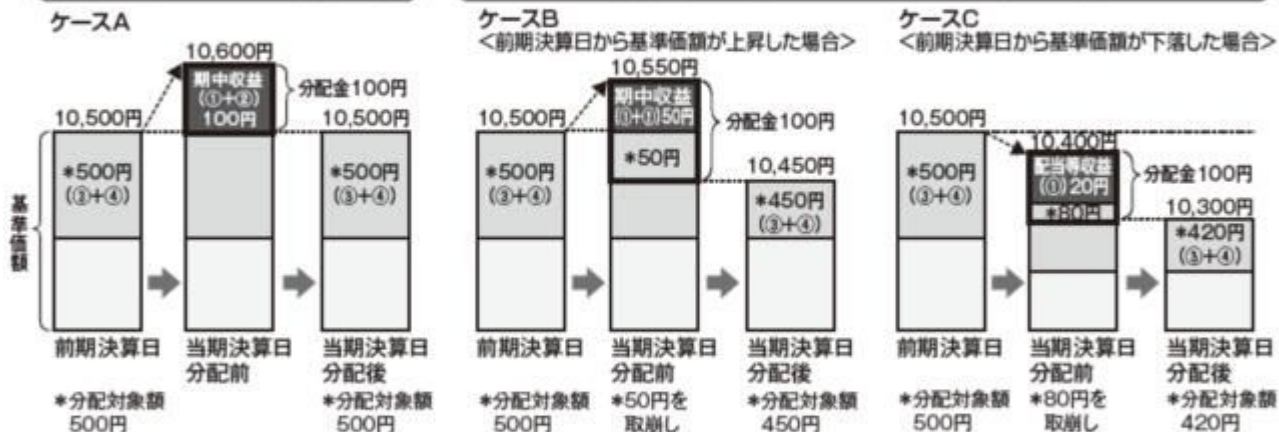 ケースA
10,600円
期中収益
(①+②)
100円
分配金100円
10,500円
10,500円
*500円
(③+④)
*500円
(③+④)
基準価額
前期決算日
当期決算日
分配前
当期決算日
分配後
*分配対象額
500円
*分配対象額
500円
ケースB
<前期決算日から基準価額が上昇した場合>
10,550円
期中収益
50円
分配金100円
10,500円
*500円
(③+④)
*50円
10,450円
*450円
(③+④)
前期決算日
当期決算日
分配前
当期決算日
分配後
*分配対象額
500円
*50円を
取崩し
*分配対象額
450円
ケースC
<前期決算日から基準価額が下落した場合>
10,500円
10,400円
配当等収益
(①)20円
分配金100円
*500円
(③+④)
*80円
10,300円
*420円
(③+④)
前期決算日
当期決算日
分配前
当期決算日
分配後
*分配対象額
500円
*80円を
取崩し
*分配対象額
420円